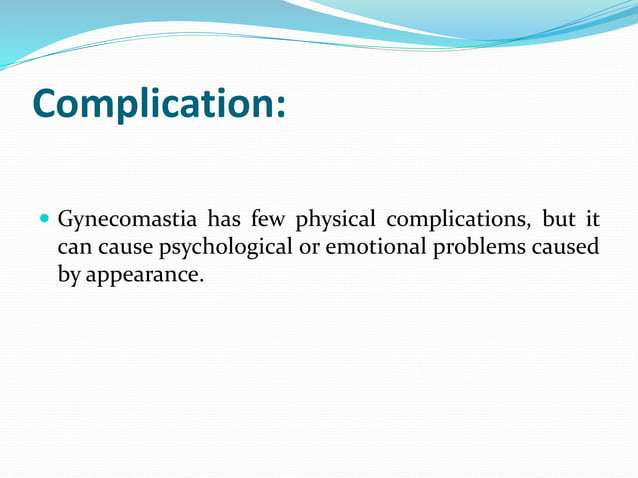 Complication:
Gynecomastia has few physical complications, but it
can cause psychological or emotional problems caused
by appearance.